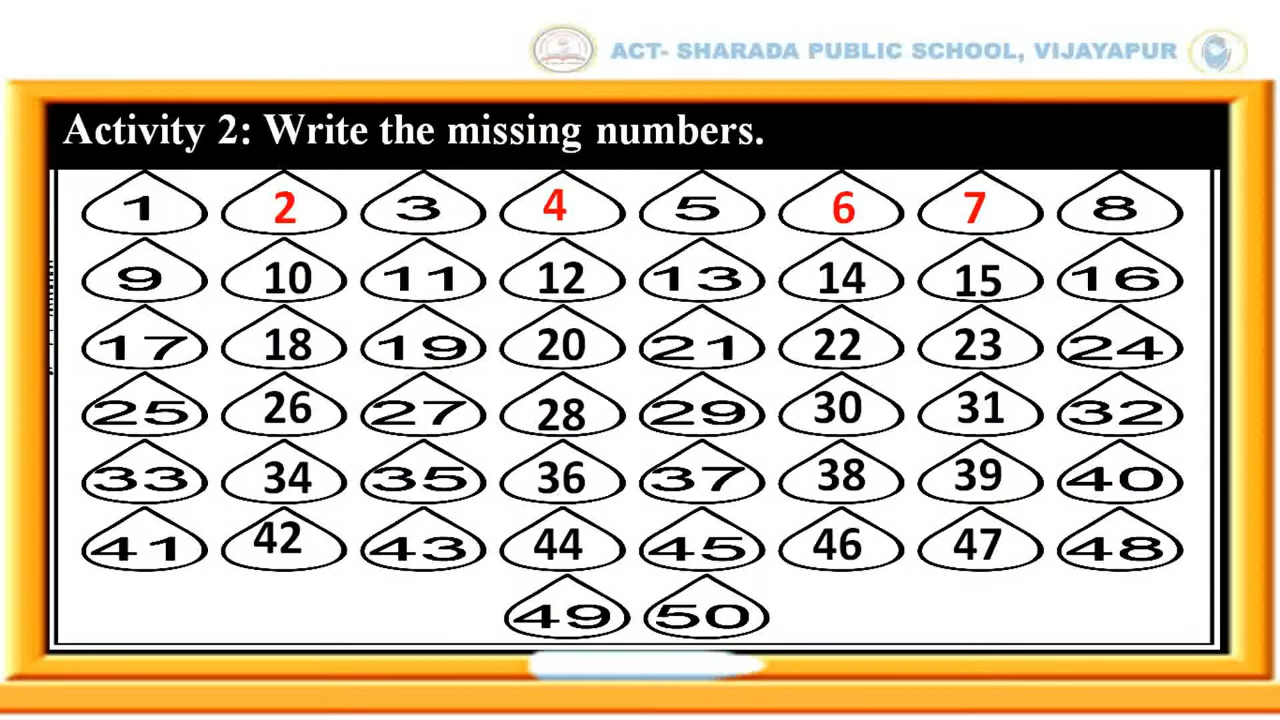 ACT- SHARADA PUBLIC SCHOOL, VIJAYAPUR
Activity 2: Write the missing numbers.
1 2 3 4 5 6 7 8
9 10 11 12 13 14 15 16
17 18 19 20 21 22 23 24
25 26 27 28 29 30 31 32
33 34 35 36 37 38 39 40
41 42 43 44 45 46 47 48
49 50